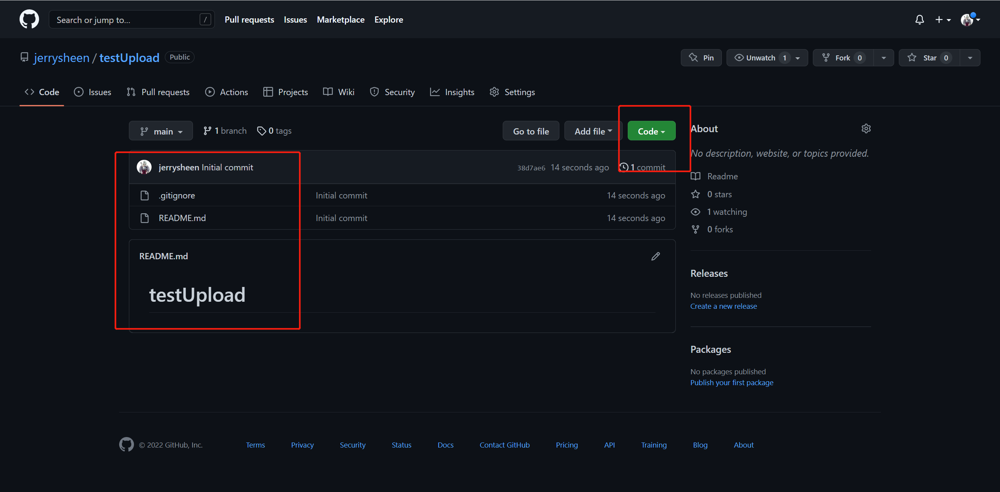 Search or jump to... / Pull requests Issues Marketplace Explore
jerrysheen / testUpload Public Pin Unwatch 1 Fork 0 Star 0
Code Issues Pull requests Actions Projects Wiki Security Insights Settings
main 1 branch 0 tags Go to file Add file Code
jerrysheen Initial commit 38d7ae6 14 seconds ago 1 commit
.gitignore Initial commit 14 seconds ago
README.md Initial commit 14 seconds ago
README.md
testUpload
About
No description, website, or topics provided.
Readme
0 stars
1 watching
0 forks
Releases
No releases published
Create a new release
Packages
No packages published
Publish your first package
© 2022 GitHub, Inc. Terms Privacy Security Status Docs Contact GitHub Pricing API Training Blog About